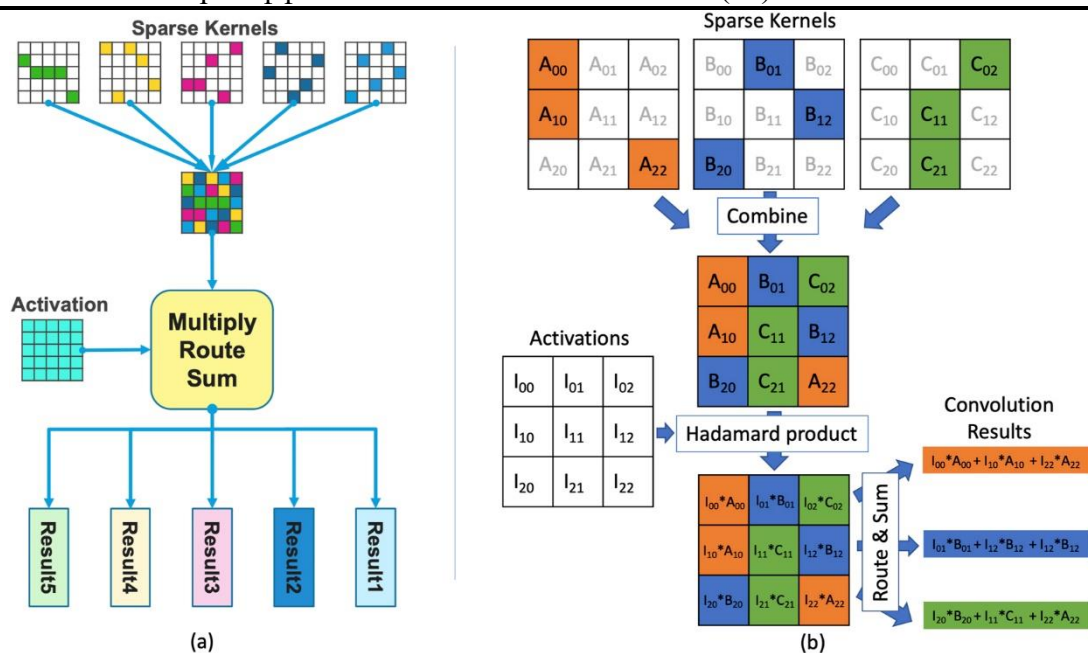 Sparse Kernels
Activation
Multiply
Route
Sum
Result5
Result4
Result3
Result2
Result1
(a)
Sparse Kernels
A₀₀ A₀₁ A₀₂
A₁₀ A₁₁ A₁₂
A₂₀ A₂₁ A₂₂
B₀₀ B₀₁ B₀₂
B₁₀ B₁₁ B₁₂
B₂₀ B₂₁ B₂₂
C₀₀ C₀₁ C₀₂
C₁₀ C₁₁ C₁₂
C₂₀ C₂₁ C₂₂
Combine
A₀₀ B₀₁ C₀₂
A₁₀ C₁₁ B₁₂
B₂₀ C₂₁ A₂₂
Activations
I₀₀ I₀₁ I₀₂
I₁₀ I₁₁ I₁₂
I₂₀ I₂₁ I₂₂
Hadamard product
I₀₀*A₀₀ I₀₁*B₀₁ I₀₂*C₀₂
I₁₀*A₁₀ I₁₁*C₁₁ I₁₂*B₁₂
I₂₀*B₂₀ I₂₁*C₂₁ I₂₂*A₂₂
Route & Sum
Convolution
Results
I₀₀*A₀₀ + I₁₀*A₁₀ + I₂₂*A₂₂
I₀₁*B₀₁ + I₁₂*B₁₂ + I₁₂*B₁₂
I₂₀*B₂₀ + I₁₁*C₁₁ + I₂₂*A₂₂
(b)